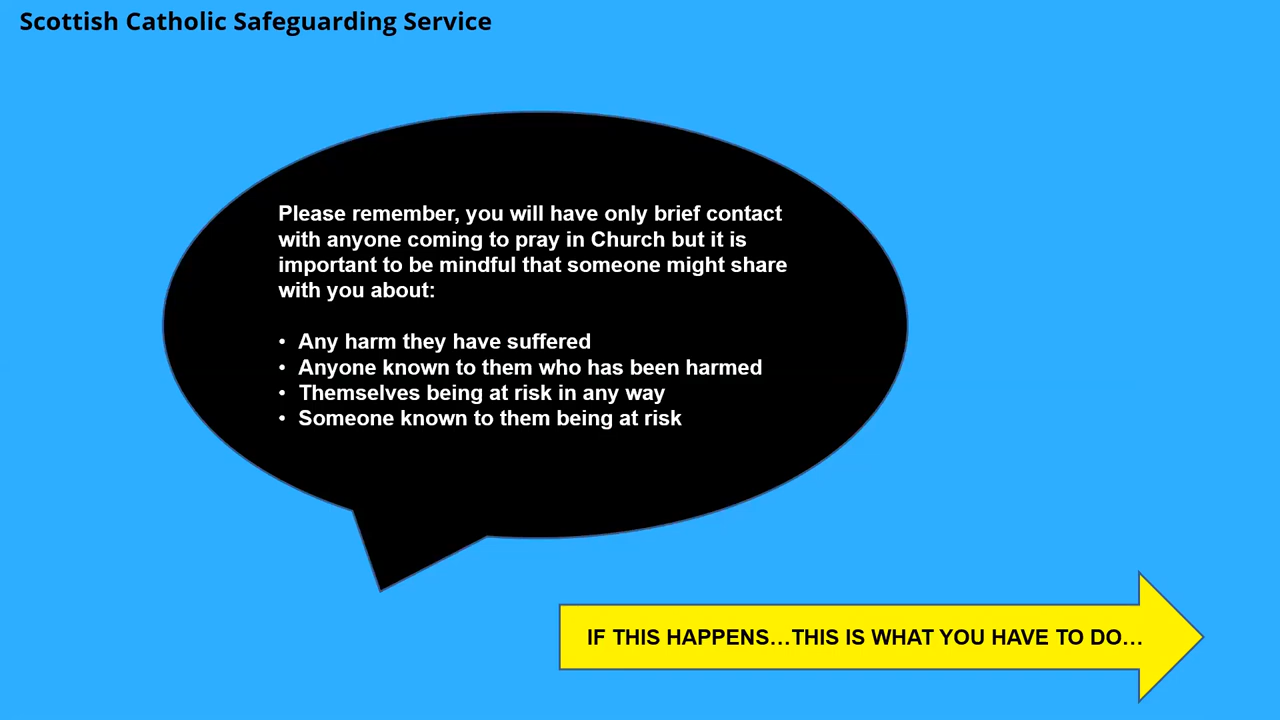 Scottish Catholic Safeguarding Service
Please remember, you will have only brief contact
with anyone coming to pray in Church but it is
important to be mindful that someone might share
with you about:
• Any harm they have suffered
• Anyone known to them who has been harmed
• Themselves being at risk in any way
• Someone known to them being at risk
IF THIS HAPPENS…THIS IS WHAT YOU HAVE TO DO…